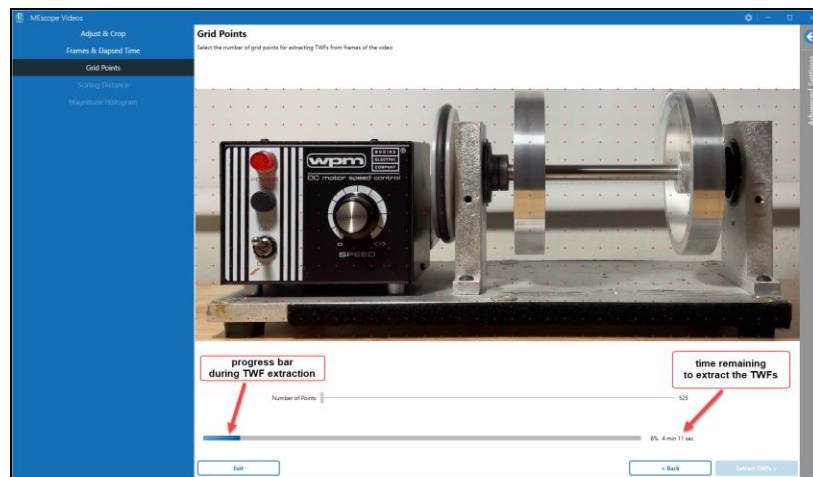 MEscope Videos
Adjust & Crop
Frames & Elapsed Time
Grid Points
Scaling Distance
Magnitude Histogram
Grid Points
Select the number of grid points for extracting TWFs from frames of the video
Advanced Settings
wpm
BODINE
ELECTRIC
COMPANY
DC motor speed control
POWER
0
100
SPEED
progress bar
during TWF extraction
time remaining
to extract the TWFs
Number of Points
525
8% 4 min 11 sec
Exit
< Back
Extract TWFs >